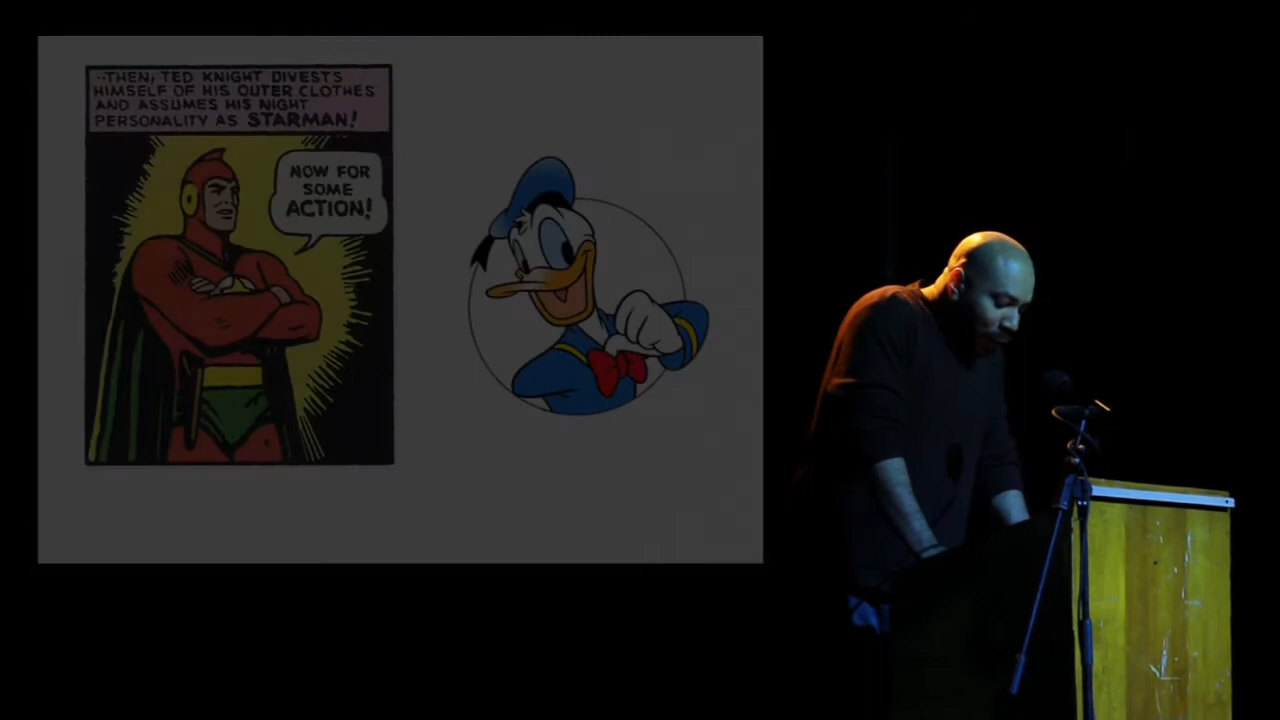 --THEN, TED KNIGHT DIVESTS
HIMSELF OF HIS OUTER CLOTHES
AND ASSUMES HIS NIGHT
PERSONALITY AS STARMAN!
NOW FOR
SOME
ACTION!